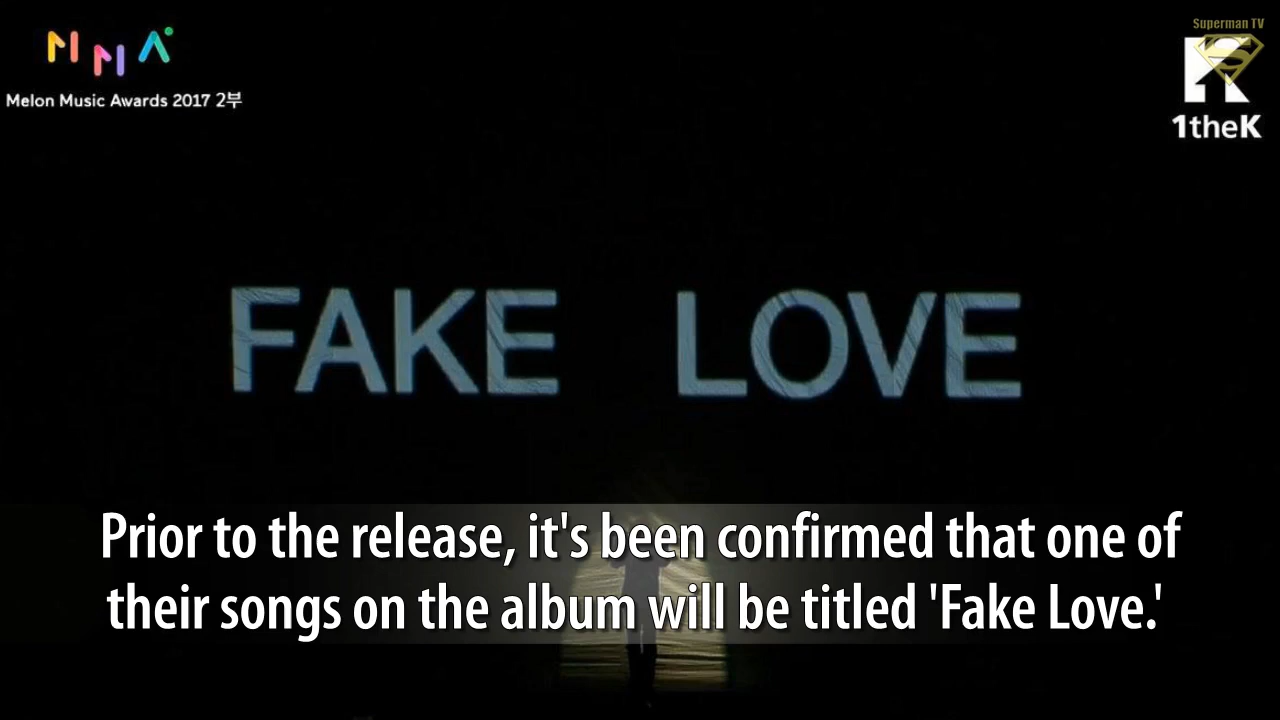 MMA
Melon Music Awards 2017 2부
Superman TV
1theK
FAKE LOVE
Prior to the release, it's been confirmed that one of
their songs on the album will be titled 'Fake Love.'